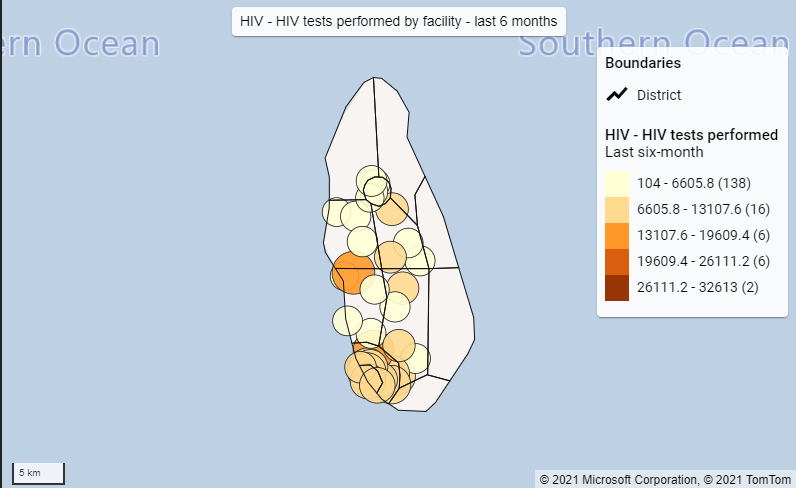 HIV - HIV tests performed by facility - last 6 months
ern Ocean
Southern Ocean
Boundaries
District
HIV - HIV tests performed
Last six-month
104 - 6605.8 (138)
6605.8 - 13107.6 (16)
13107.6 - 19609.4 (6)
19609.4 - 26111.2 (6)
26111.2 - 32613 (2)
5 km
© 2021 Microsoft Corporation, © 2021 TomTom